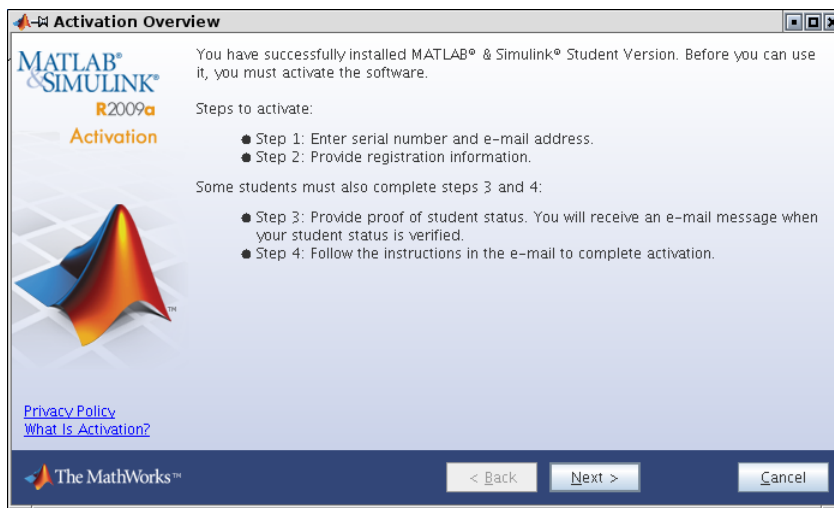 Activation Overview
MATLAB®
&SIMULINK®
R2009a
Activation
You have successfully installed MATLAB® & Simulink® Student Version. Before you can use
it, you must activate the software.
Steps to activate:
● Step 1: Enter serial number and e-mail address.
● Step 2: Provide registration information.
Some students must also complete steps 3 and 4:
● Step 3: Provide proof of student status. You will receive an e-mail message when
your student status is verified.
● Step 4: Follow the instructions in the e-mail to complete activation.
TM
Privacy Policy
What Is Activation?
The MathWorks™
< Back
Next >
Cancel